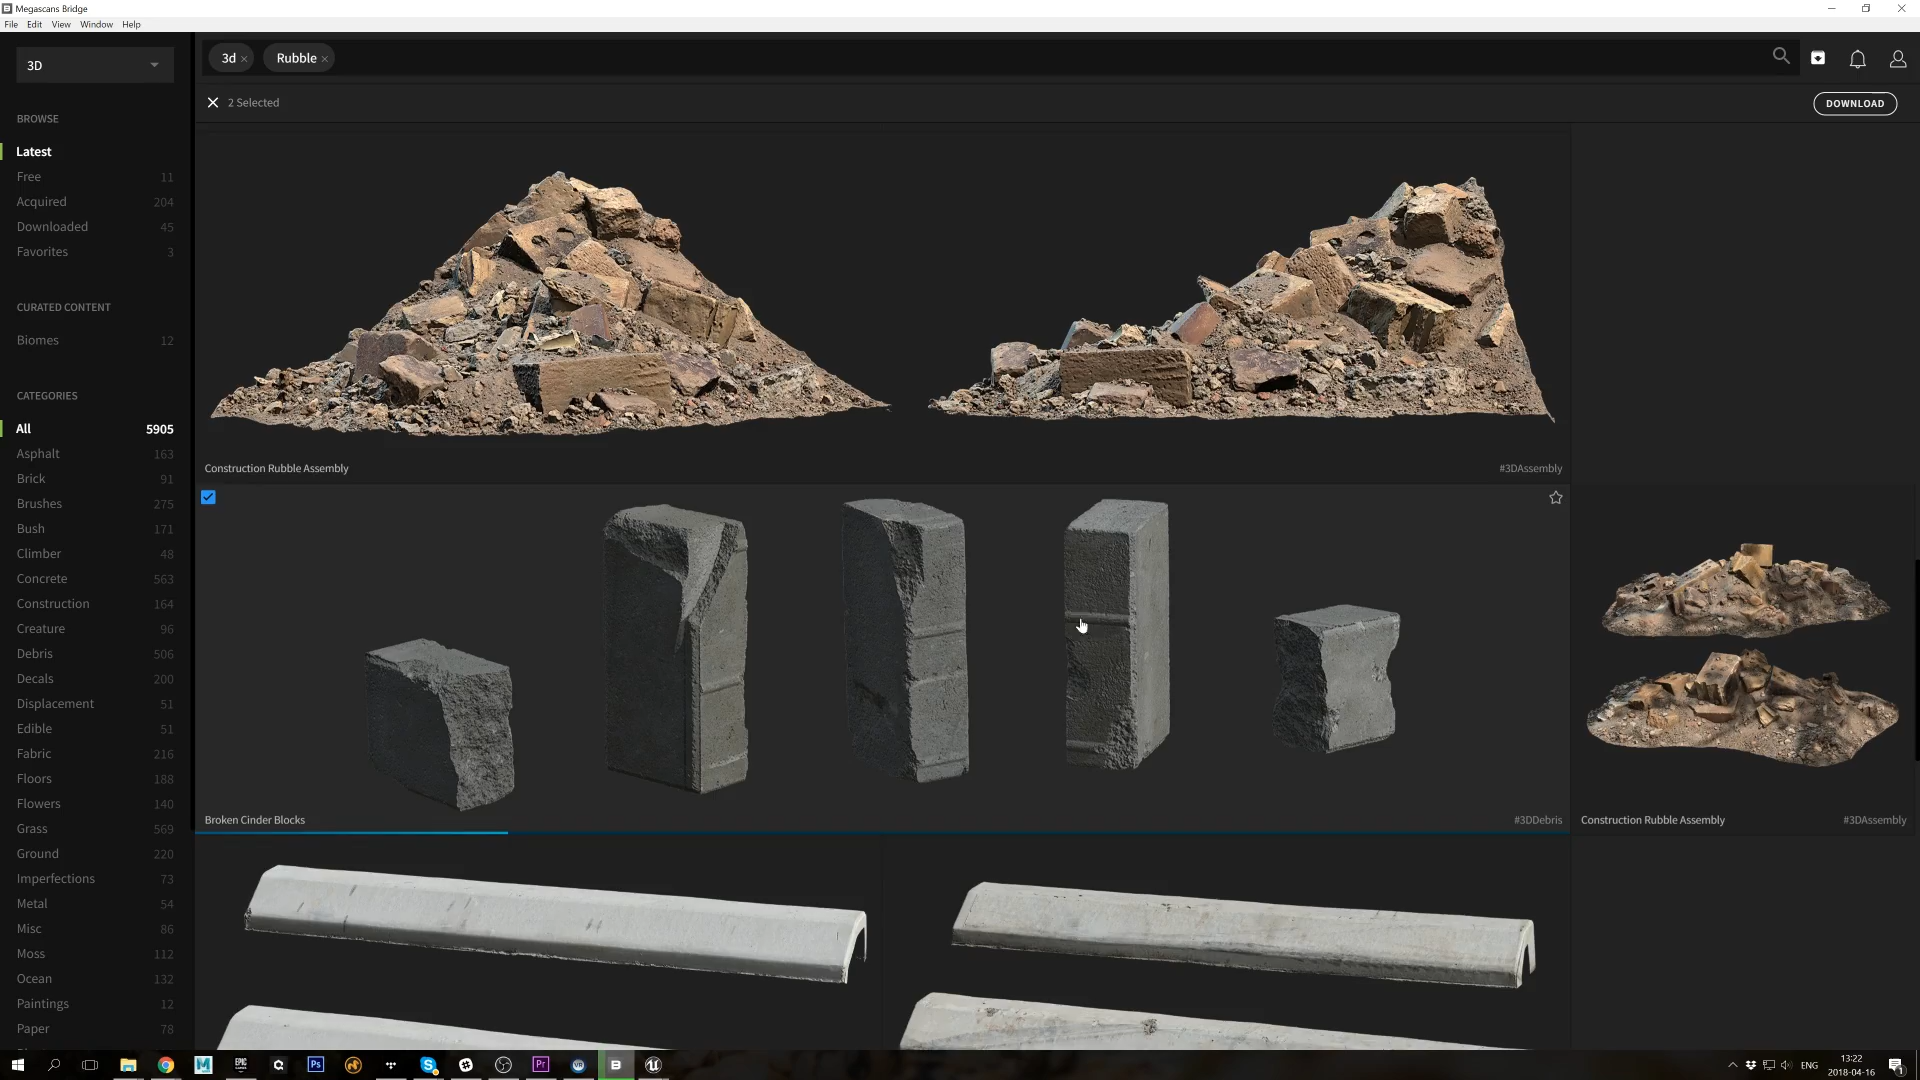 Megascans Bridge
File Edit View Window Help
3D
3d × Rubble ×
2 Selected
DOWNLOAD
BROWSE
Latest
Free 11
Acquired 204
Downloaded 45
Favorites 3
CURATED CONTENT
Biomes 12
CATEGORIES
All 5905
Asphalt 163
Brick 91
Brushes 275
Bush 171
Climber 48
Concrete 563
Construction 164
Creature 96
Debris 506
Decals 200
Displacement 51
Edible 51
Fabric 216
Floors 188
Flowers 140
Grass 569
Ground 220
Imperfections 73
Metal 54
Misc 86
Moss 112
Ocean 132
Paintings 12
Paper 78
Construction Rubble Assembly #3DAssembly
Broken Cinder Blocks #3DDebris
Construction Rubble Assembly #3DAssembly
EPIC
Ps
Pr
VR
B
ENG
13:22
2018-04-16
1